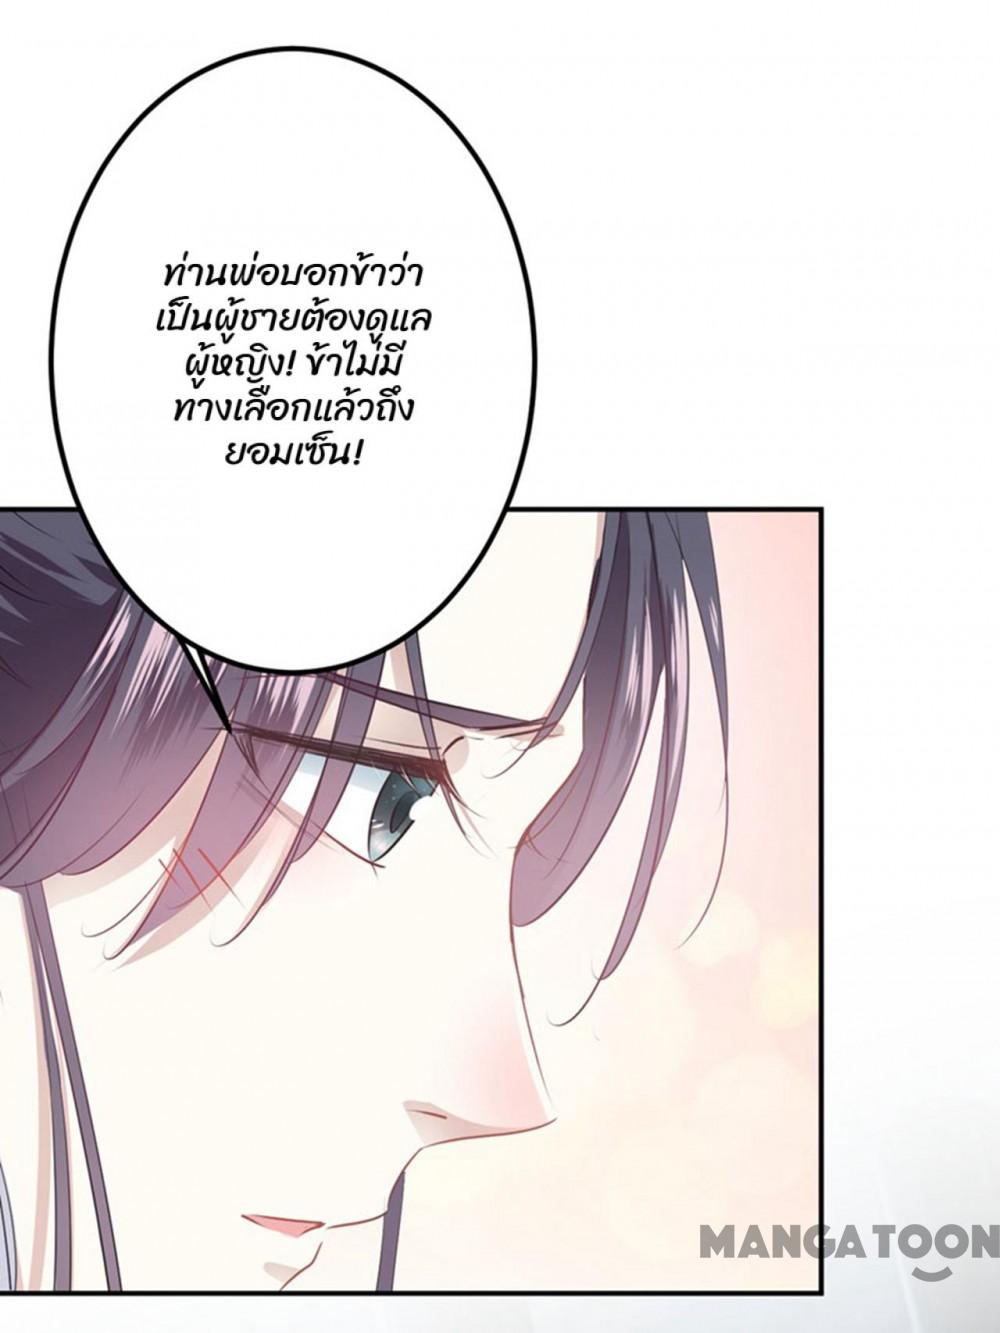 ท่านพ่อบอกข้าว่า
เป็นผู้ชายต้องดูแล
ผู้หญิง! ข้าไม่มี
ทางเลือกแล้วถึง
ยอมเซ็น!
MANGATOON